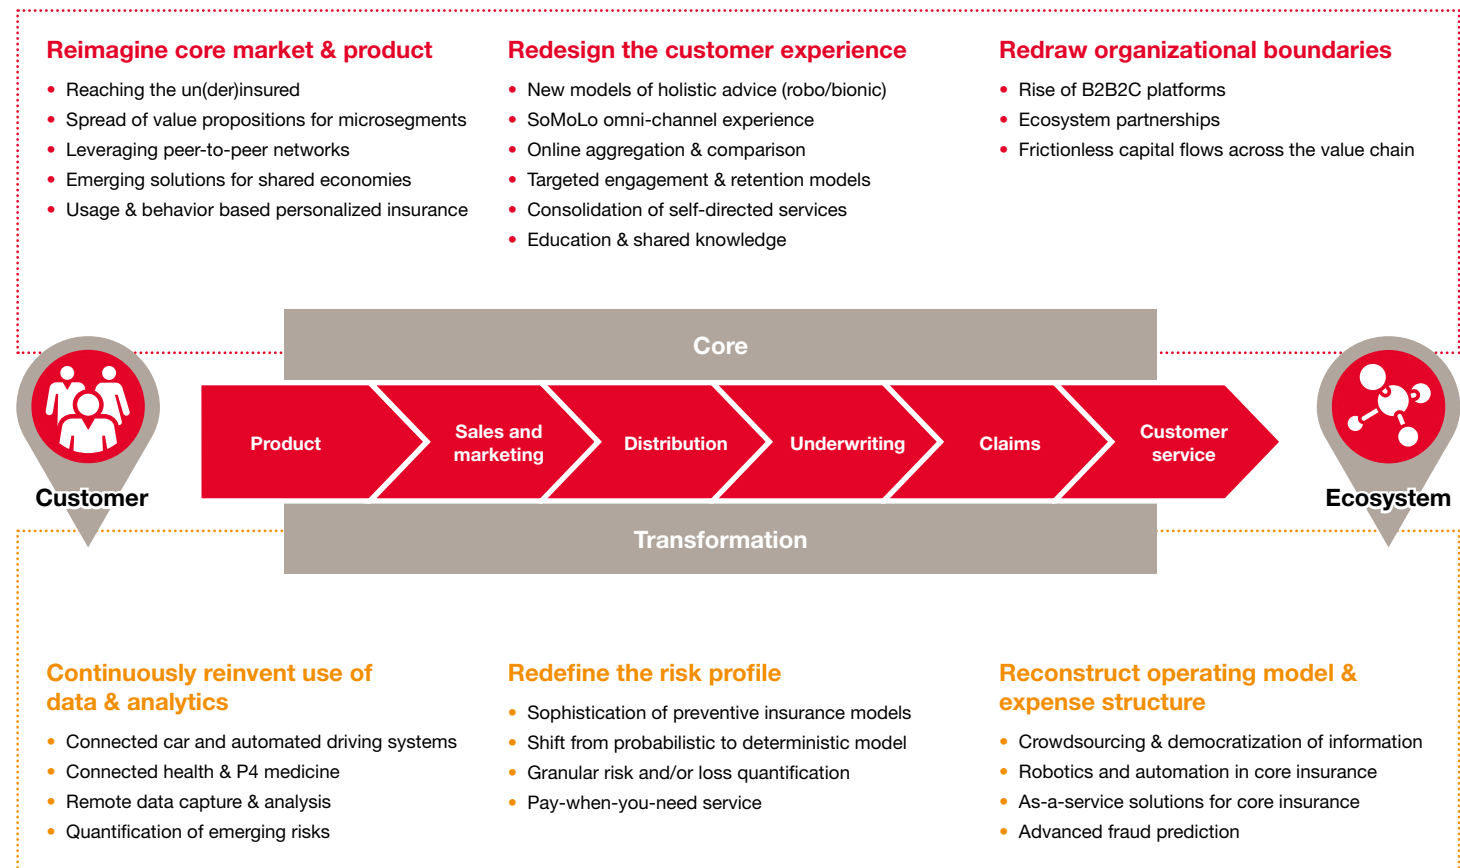 Reimagine core market & product
• Reaching the un(der)insured
• Spread of value propositions for microsegments
• Leveraging peer-to-peer networks
• Emerging solutions for shared economies
• Usage & behavior based personalized insurance
Redesign the customer experience
• New models of holistic advice (robo/bionic)
• SoMoLo omni-channel experience
• Online aggregation & comparison
• Targeted engagement & retention models
• Consolidation of self-directed services
• Education & shared knowledge
Redraw organizational boundaries
• Rise of B2B2C platforms
• Ecosystem partnerships
• Frictionless capital flows across the value chain
Core
Customer
Product
Sales and
marketing
Distribution
Underwriting
Claims
Customer
service
Ecosystem
Transformation
Continuously reinvent use of
data & analytics
• Connected car and automated driving systems
• Connected health & P4 medicine
• Remote data capture & analysis
• Quantification of emerging risks
Redefine the risk profile
• Sophistication of preventive insurance models
• Shift from probabilistic to deterministic model
• Granular risk and/or loss quantification
• Pay-when-you-need service
Reconstruct operating model &
expense structure
• Crowdsourcing & democratization of information
• Robotics and automation in core insurance
• As-a-service solutions for core insurance
• Advanced fraud prediction